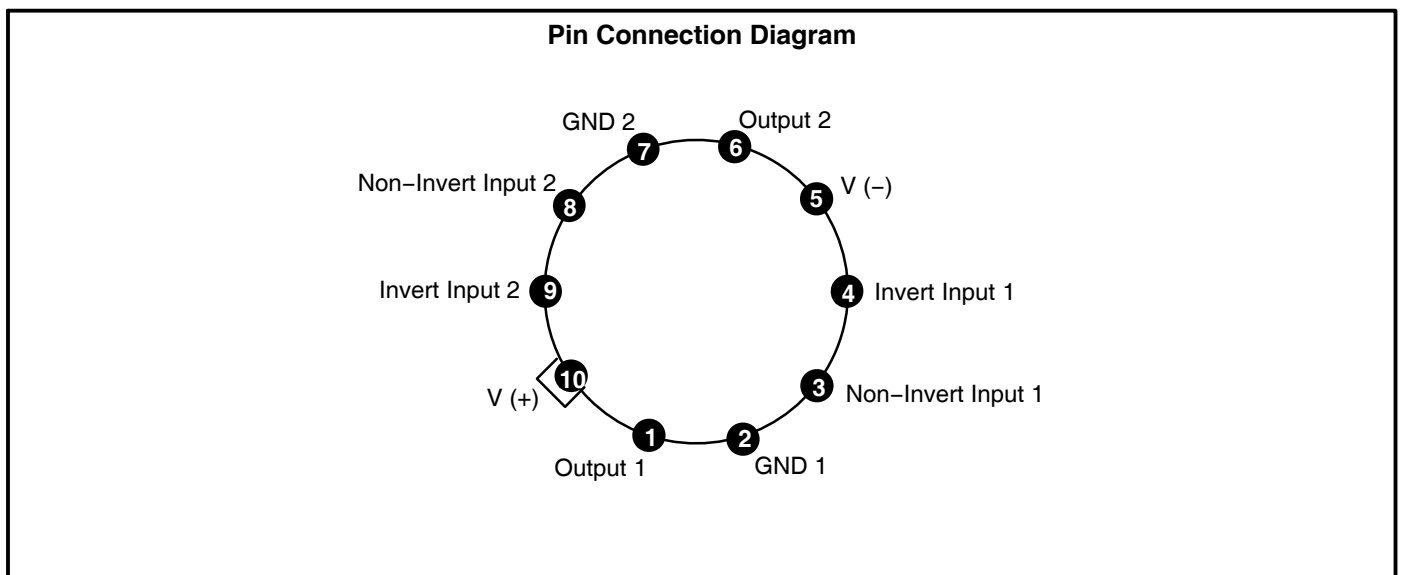 Pin Connection Diagram
GND 2
Output 2
7
6
Non−Invert Input 2
8
5
V (−)
Invert Input 2
9
4
Invert Input 1
V (+)
10
3
Non−Invert Input 1
1
2
Output 1
GND 1